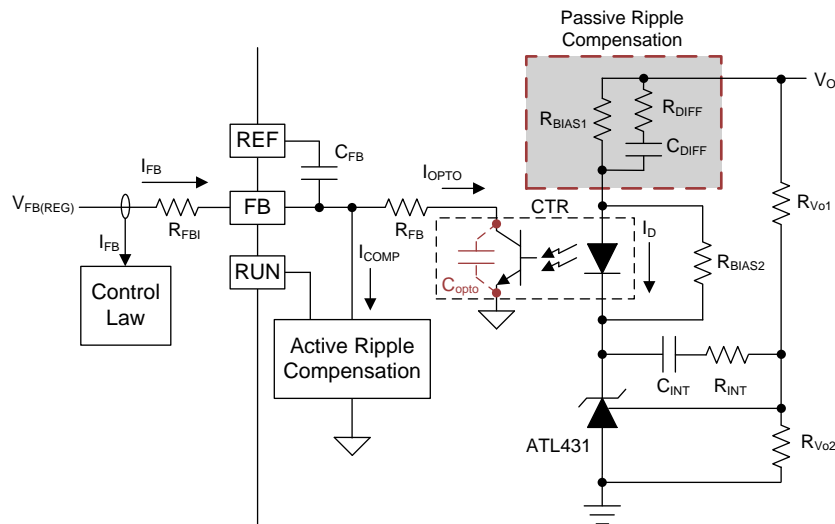 Passive Ripple
Compensation
V_O
R_BIAS1
R_DIFF
C_DIFF
REF
C_FB
I_FB
I_OPTO
V_FB(REG)
FB
R_FBI
R_FB
CTR
R_Vo1
I_FB
I_COMP
I_D
R_BIAS2
RUN
C_opto
Control
Law
Active Ripple
Compensation
C_INT
R_INT
ATL431
R_Vo2